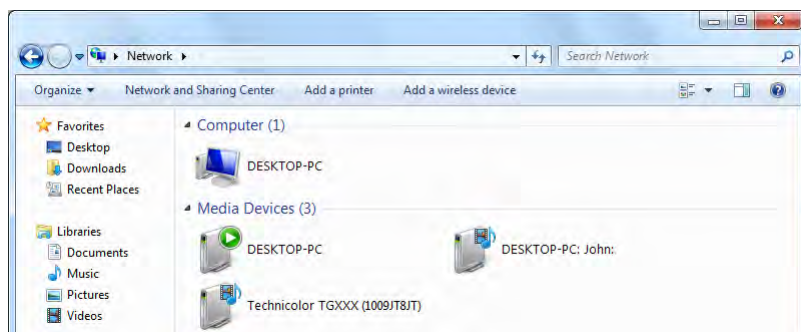 Network
Search Network
Organize Network and Sharing Center Add a printer Add a wireless device
Favorites
Desktop
Downloads
Recent Places
Libraries
Documents
Music
Pictures
Videos
Computer (1)
DESKTOP-PC
Media Devices (3)
DESKTOP-PC
DESKTOP-PC: John:
Technicolor TGXXX (1009JT8JT)